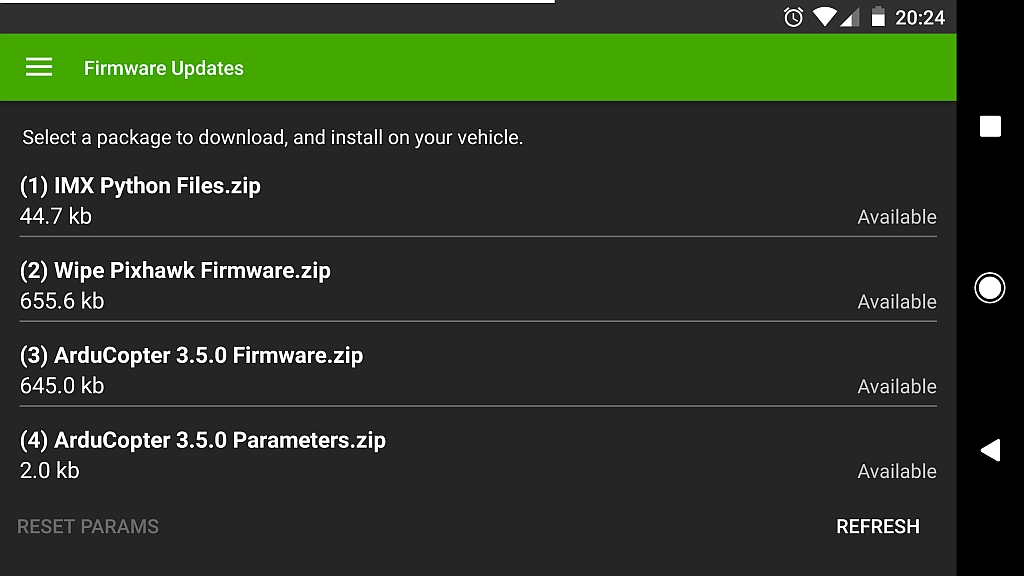 20:24
Firmware Updates
Select a package to download, and install on your vehicle.
(1) IMX Python Files.zip
44.7 kb
Available
(2) Wipe Pixhawk Firmware.zip
655.6 kb
Available
(3) ArduCopter 3.5.0 Firmware.zip
645.0 kb
Available
(4) ArduCopter 3.5.0 Parameters.zip
2.0 kb
Available
RESET PARAMS
REFRESH